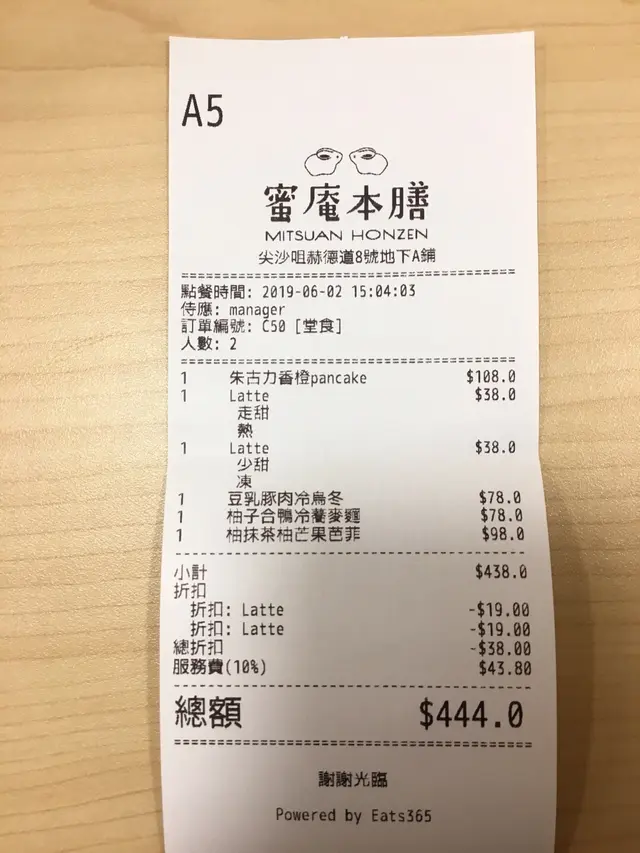 A5
蜜庵本膳
MITSUAN HONZEN
尖沙咀赫德道8號地下A鋪
點餐時間: 2019-06-02 15:04:03
侍應: manager
訂單編號: C50 [堂食]
人數: 2
1 朱古力香橙pancake $108.0
1 Latte $38.0
走甜
熱
1 Latte $38.0
少甜
凍
1 豆乳豚肉冷烏冬 $78.0
1 柚子合鴨冷蕎麥麵 $78.0
1 柚抹茶柚芒果芭菲 $98.0
小計 $438.0
折扣
折扣: Latte -$19.00
折扣: Latte -$19.00
總折扣 -$38.00
服務費(10%) $43.80
總額 $444.0
謝謝光臨
Powered by Eats365